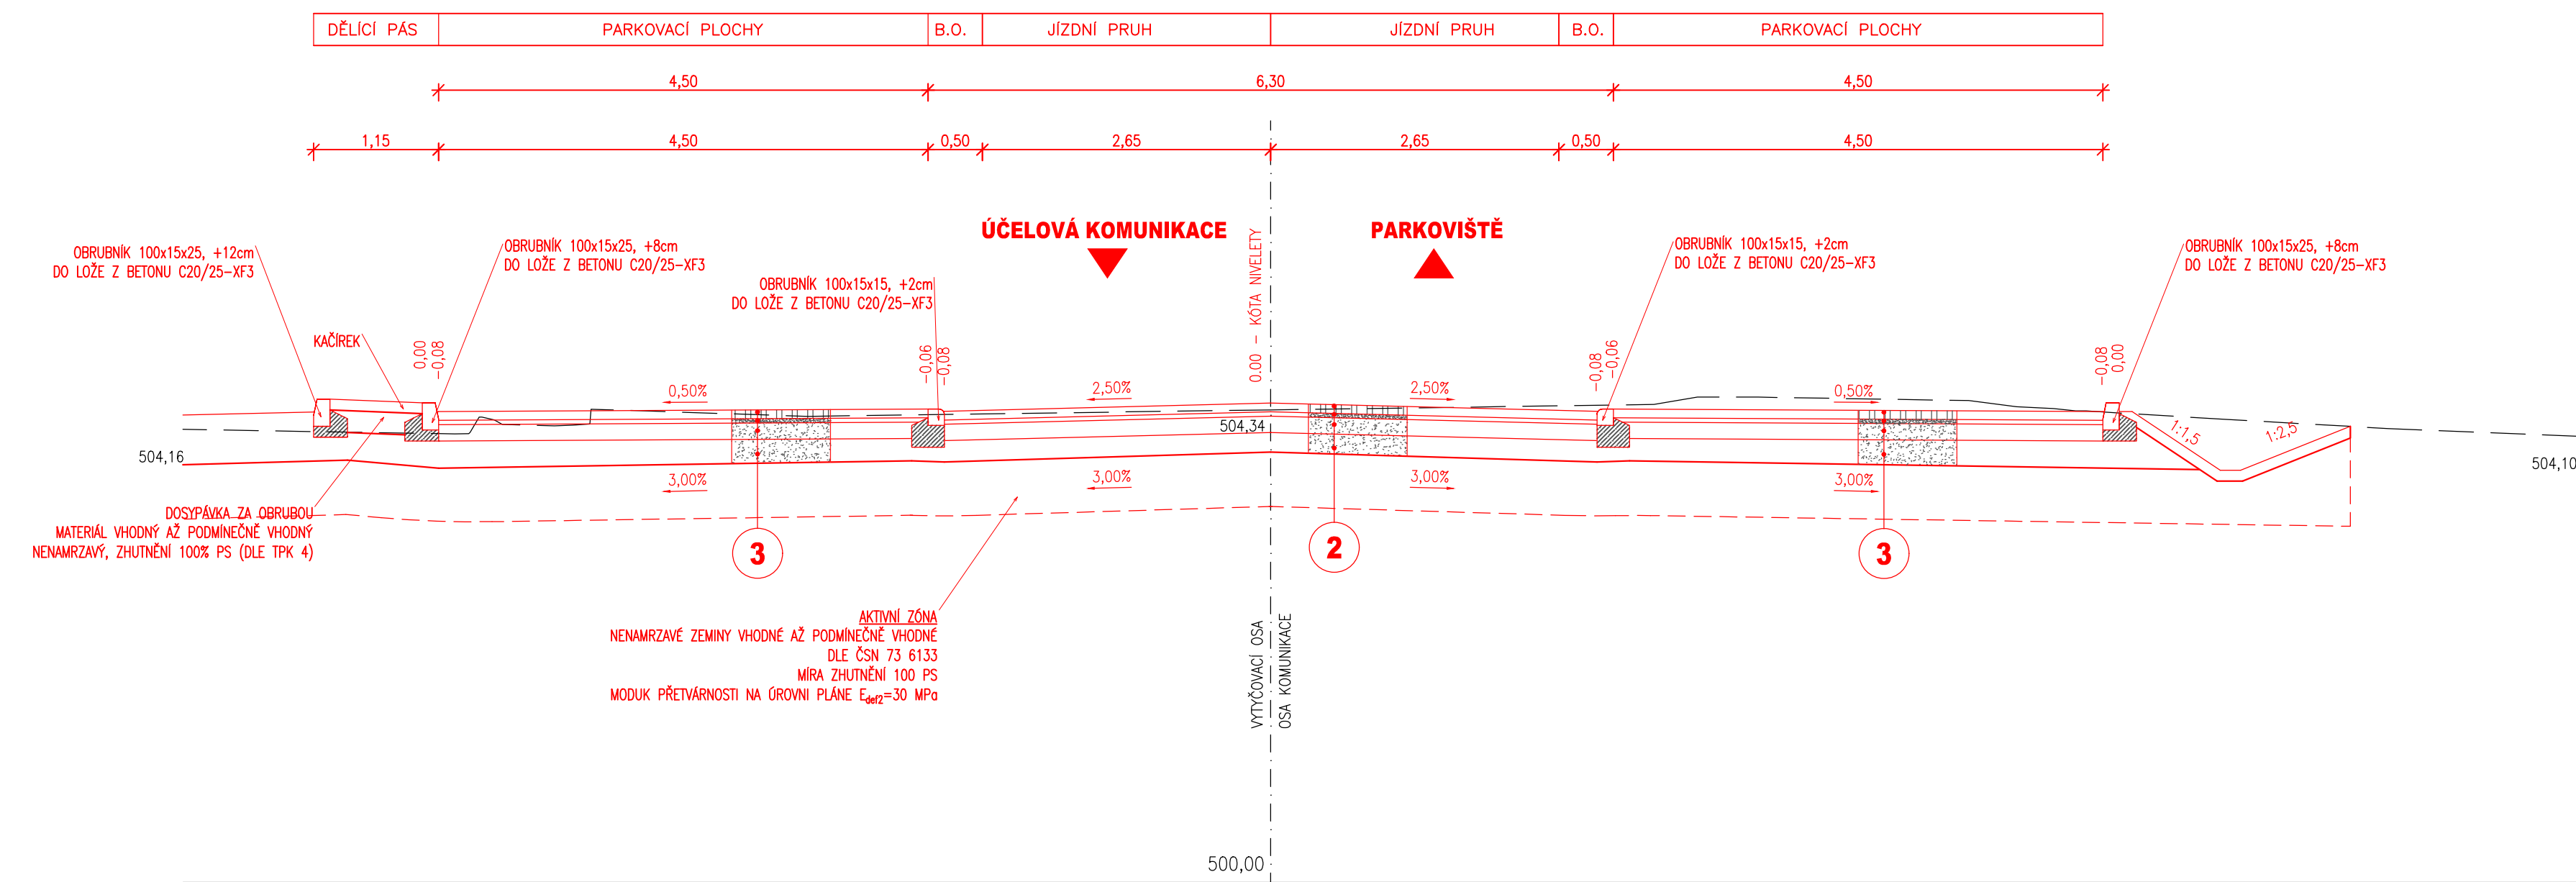 DĚLÍCÍ PÁS PARKOVACÍ PLOCHY B.O. JÍZDNÍ PRUH JÍZDNÍ PRUH B.O. PARKOVACÍ PLOCHY
4,50 6,30 4,50
1,15 4,50 0,50 2,65 2,65 0,50 4,50
ÚČELOVÁ KOMUNIKACE
PARKOVIŠTĚ
OBRUBNÍK 100x15x25, +12cm
DO LOŽE Z BETONU C20/25-XF3
OBRUBNÍK 100x15x25, +8cm
DO LOŽE Z BETONU C20/25-XF3
OBRUBNÍK 100x15x15, +2cm
DO LOŽE Z BETONU C20/25-XF3
OBRUBNÍK 100x15x15, +2cm
DO LOŽE Z BETONU C20/25-XF3
OBRUBNÍK 100x15x25, +8cm
DO LOŽE Z BETONU C20/25-XF3
KAČÍREK
0,00
-0,08
-0,06
-0,08
0.00 - KÓTA NIVELETY
-0,08
-0,06
-0,08
0,00
0,50% 2,50% 2,50% 0,50%
504,16
504,34
1:1,5
1:2,5
504,10
3,00% 3,00% 3,00% 3,00%
DOSYPÁVKA ZA OBRUBOU
MATERIÁL VHODNÝ AŽ PODMÍNEČNĚ VHODNÝ
NENAMRZAVÝ, ZHUTNĚNÍ 100% PS (DLE TPK 4)
3
2
3
AKTIVNÍ ZÓNA
NENAMRZAVÉ ZEMINY VHODNÉ AŽ PODMÍNEČNĚ VHODNÉ
DLE ČSN 73 6133
MÍRA ZHUTNĚNÍ 100 PS
MODUK PŘETVÁRNOSTI NA ÚROVNI PLÁNE Edef2=30 MPa
VYTYČOVACÍ OSA
OSA KOMUNIKACE
500,00